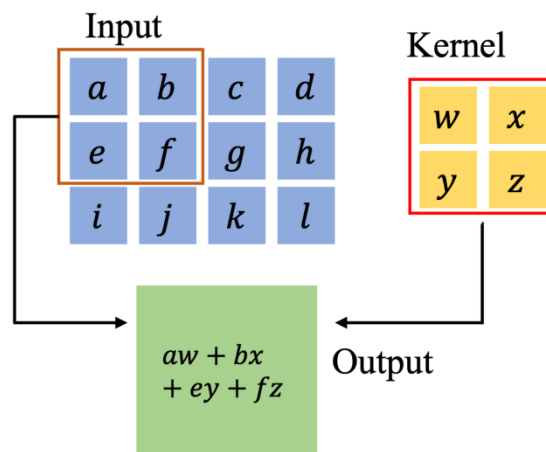 Input
Kernel
a b c d
e f g h
i j k l
w x
y z
aw + bx
+ ey + fz
Output